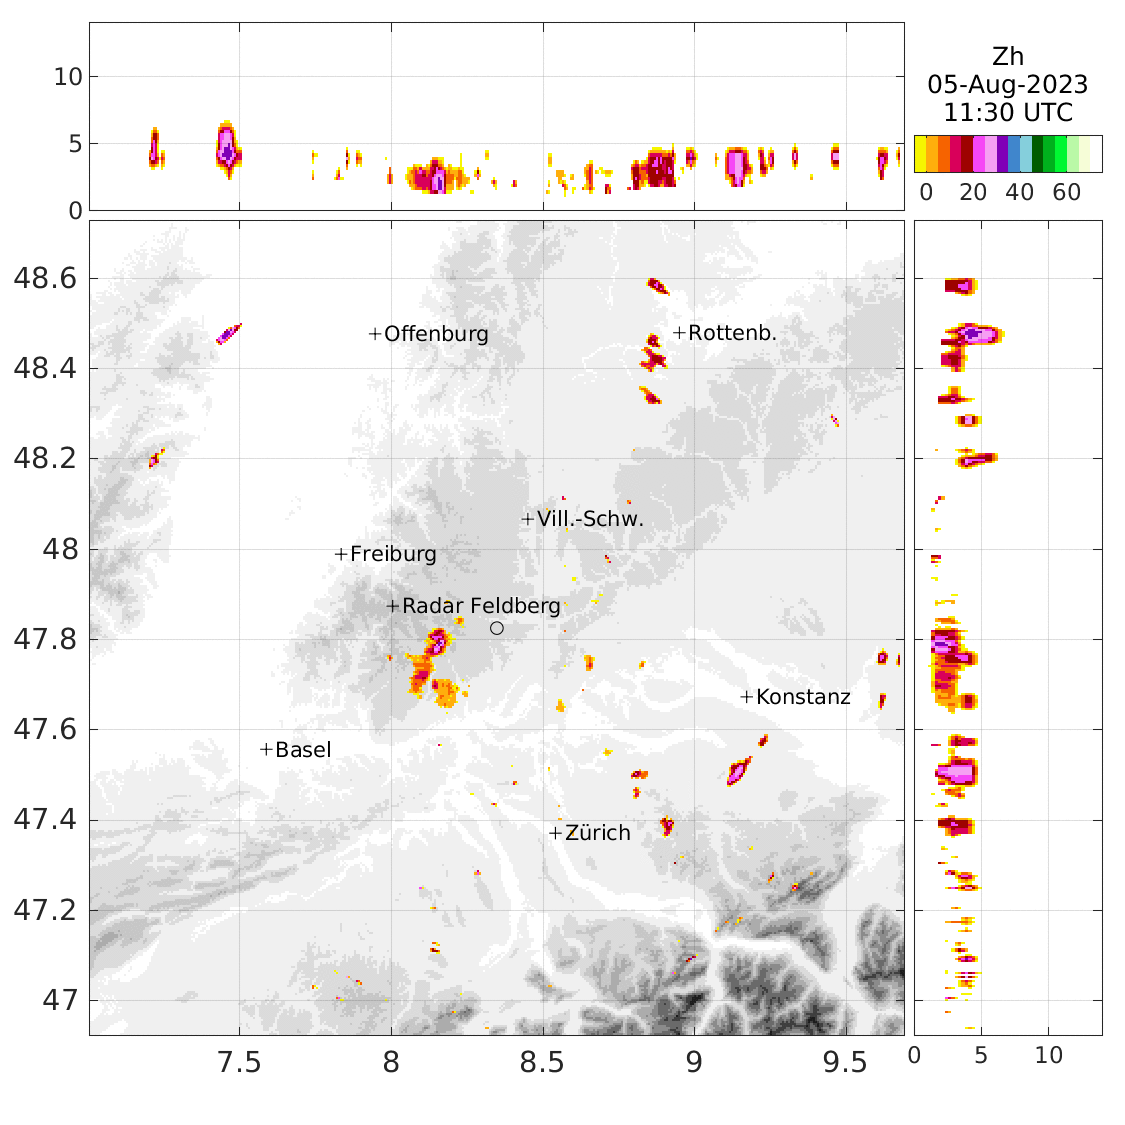 10
5
0
Zh
05-Aug-2023
11:30 UTC
0 20 40 60
48.6
48.4
48.2
48
47.8
47.6
47.4
47.2
47
+Offenburg
+Rottenb.
+Vill.-Schw.
+Freiburg
+Radar Feldberg
+Konstanz
+Basel
+Zürich
7.5 8 8.5 9 9.5
0 5 10